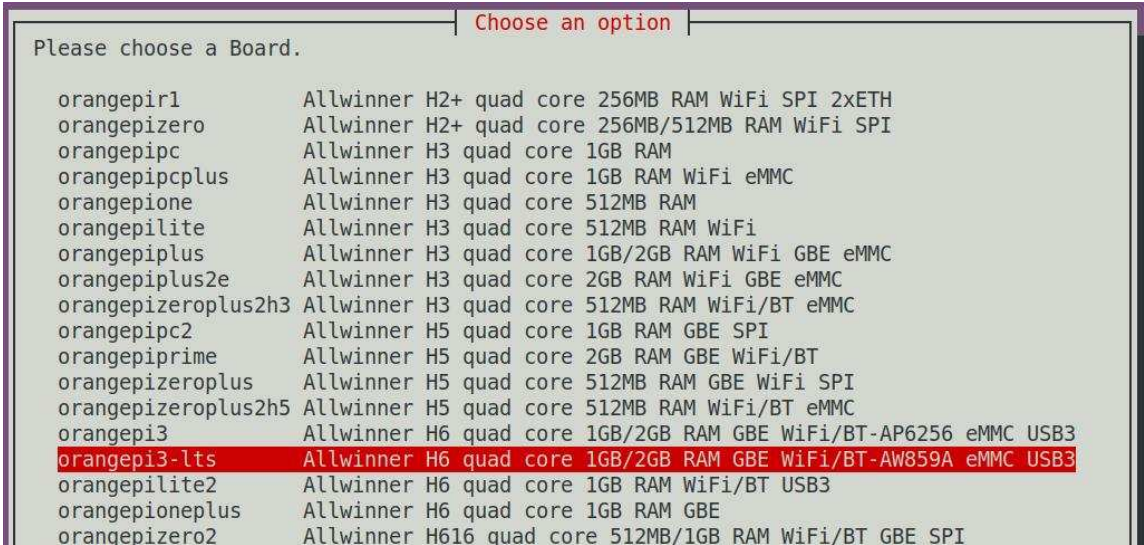 Choose an option
Please choose a Board.
orangepir1 Allwinner H2+ quad core 256MB RAM WiFi SPI 2xETH
orangepizero Allwinner H2+ quad core 256MB/512MB RAM WiFi SPI
orangepipc Allwinner H3 quad core 1GB RAM
orangepipcplus Allwinner H3 quad core 1GB RAM WiFi eMMC
orangepione Allwinner H3 quad core 512MB RAM
orangepilite Allwinner H3 quad core 512MB RAM WiFi
orangepiplus Allwinner H3 quad core 1GB/2GB RAM WiFi GBE eMMC
orangepiplus2e Allwinner H3 quad core 2GB RAM WiFi GBE eMMC
orangepizeroplus2h3 Allwinner H3 quad core 512MB RAM WiFi/BT eMMC
orangepipc2 Allwinner H5 quad core 1GB RAM GBE SPI
orangepiprime Allwinner H5 quad core 2GB RAM GBE WiFi/BT
orangepizeroplus Allwinner H5 quad core 512MB RAM GBE WiFi SPI
orangepizeroplus2h5 Allwinner H5 quad core 512MB RAM WiFi/BT eMMC
orangepi3 Allwinner H6 quad core 1GB/2GB RAM GBE WiFi/BT-AP6256 eMMC USB3
orangepi3-lts Allwinner H6 quad core 1GB/2GB RAM GBE WiFi/BT-AW859A eMMC USB3
orangepilite2 Allwinner H6 quad core 1GB RAM WiFi/BT USB3
orangepioneplus Allwinner H6 quad core 1GB RAM GBE
orangepizero2 Allwinner H616 quad core 512MB/1GB RAM WiFi/BT GBE SPI